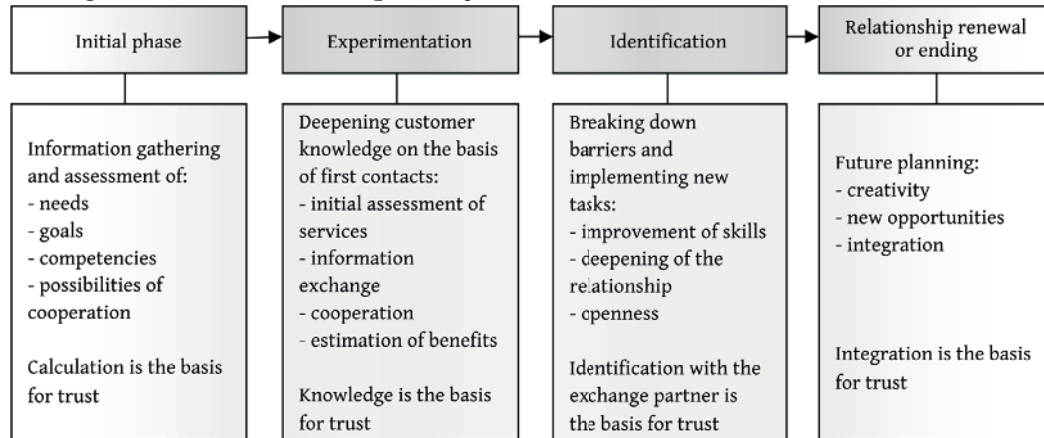 Initial phase
Experimentation
Identification
Relationship renewal
or ending
Information gathering
and assessment of:
- needs
- goals
- competencies
- possibilities of
cooperation
Calculation is the basis
for trust
Deepening customer
knowledge on the basis
of first contacts:
- initial assessment of
services
- information
exchange
- cooperation
- estimation of benefits
Knowledge is the basis
for trust
Breaking down
barriers and
implementing new
tasks:
- improvement of skills
- deepening of the
relationship
- openness
Identification with the
exchange partner is
the basis for trust
Future planning:
- creativity
- new opportunities
- integration
Integration is the basis
for trust